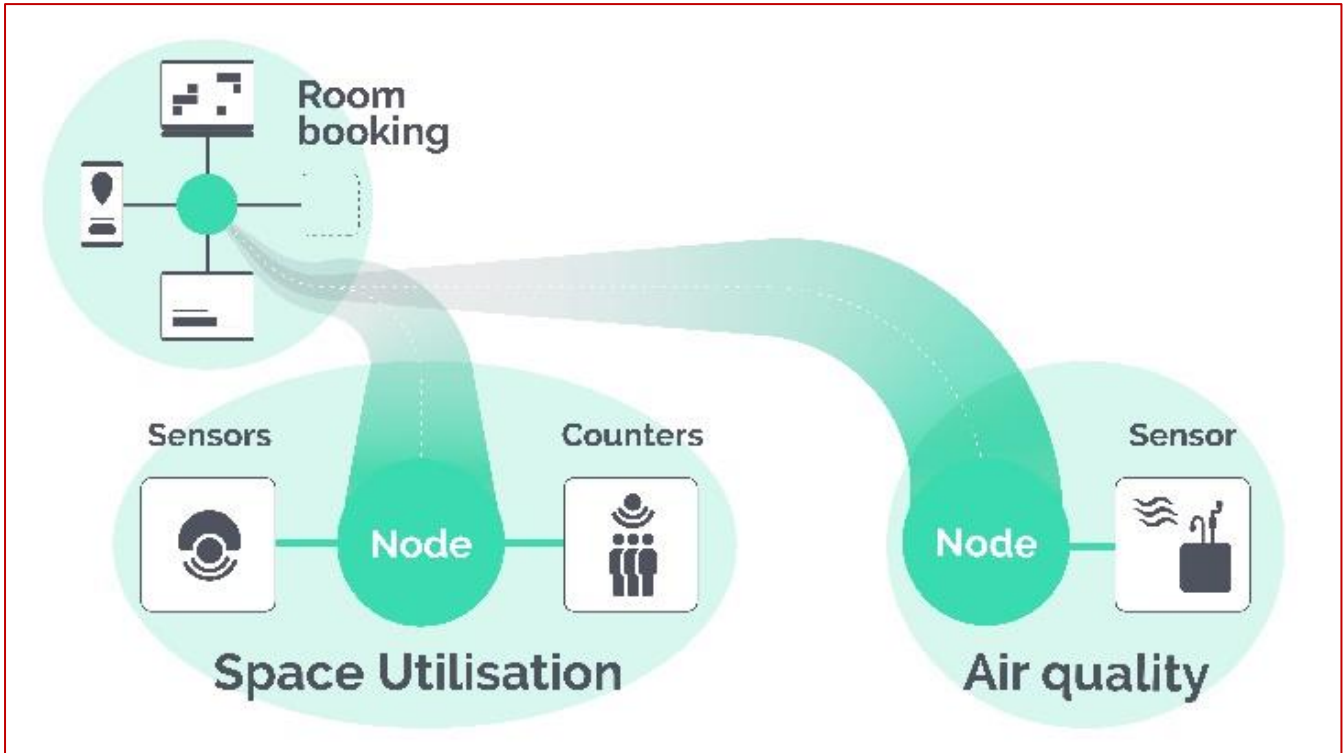 Room
booking
Sensors
Counters
Sensor
Node
Node
Space Utilisation
Air quality